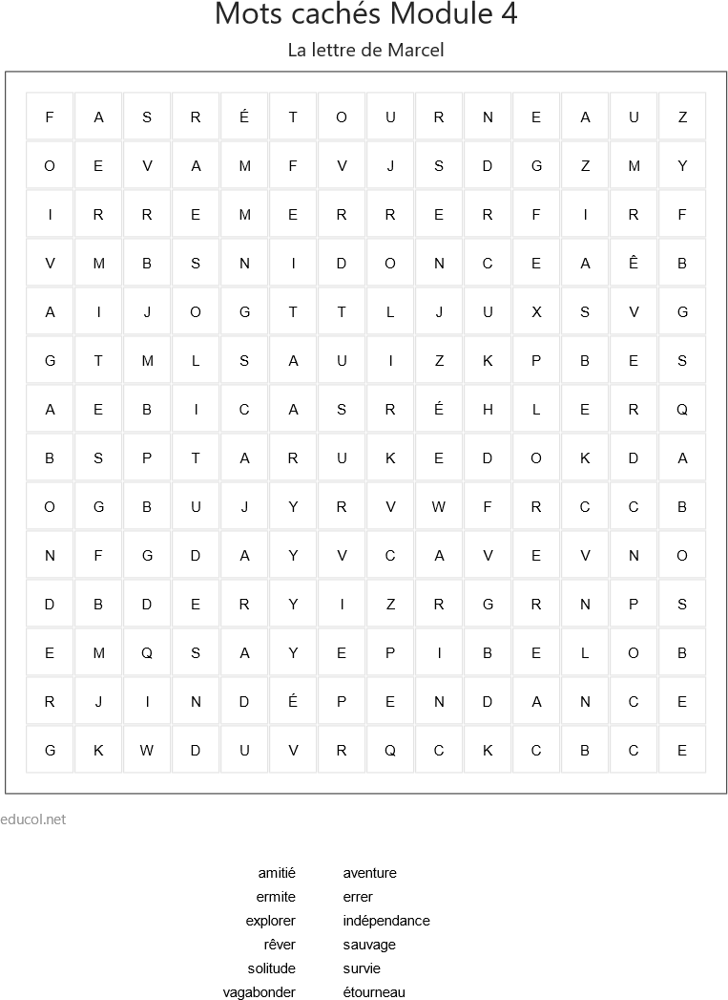 Mots cachés Module 4
La lettre de Marcel
F A S R É T O U R N E A U Z
O E V A M F V J S D G Z M Y
I R R E M E R R E R F I R F
V M B S N I D O N C E A Ê B
A I J O G T T L J U X S V G
G T M L S A U I Z K P B E S
A E B I C A S R É H L E R Q
B S P T A R U K E D O K D A
O G B U J Y R V W F R C C B
N F G D A Y V C A V E V N O
D B D E R Y I Z R G R N P S
E M Q S A Y E P I B E L O B
R J I N D É P E N D A N C E
G K W D U V R Q C K C B C E
educol.net
amitié aventure
ermite errer
explorer indépendance
rêver sauvage
solitude survie
vagabonder étourneau